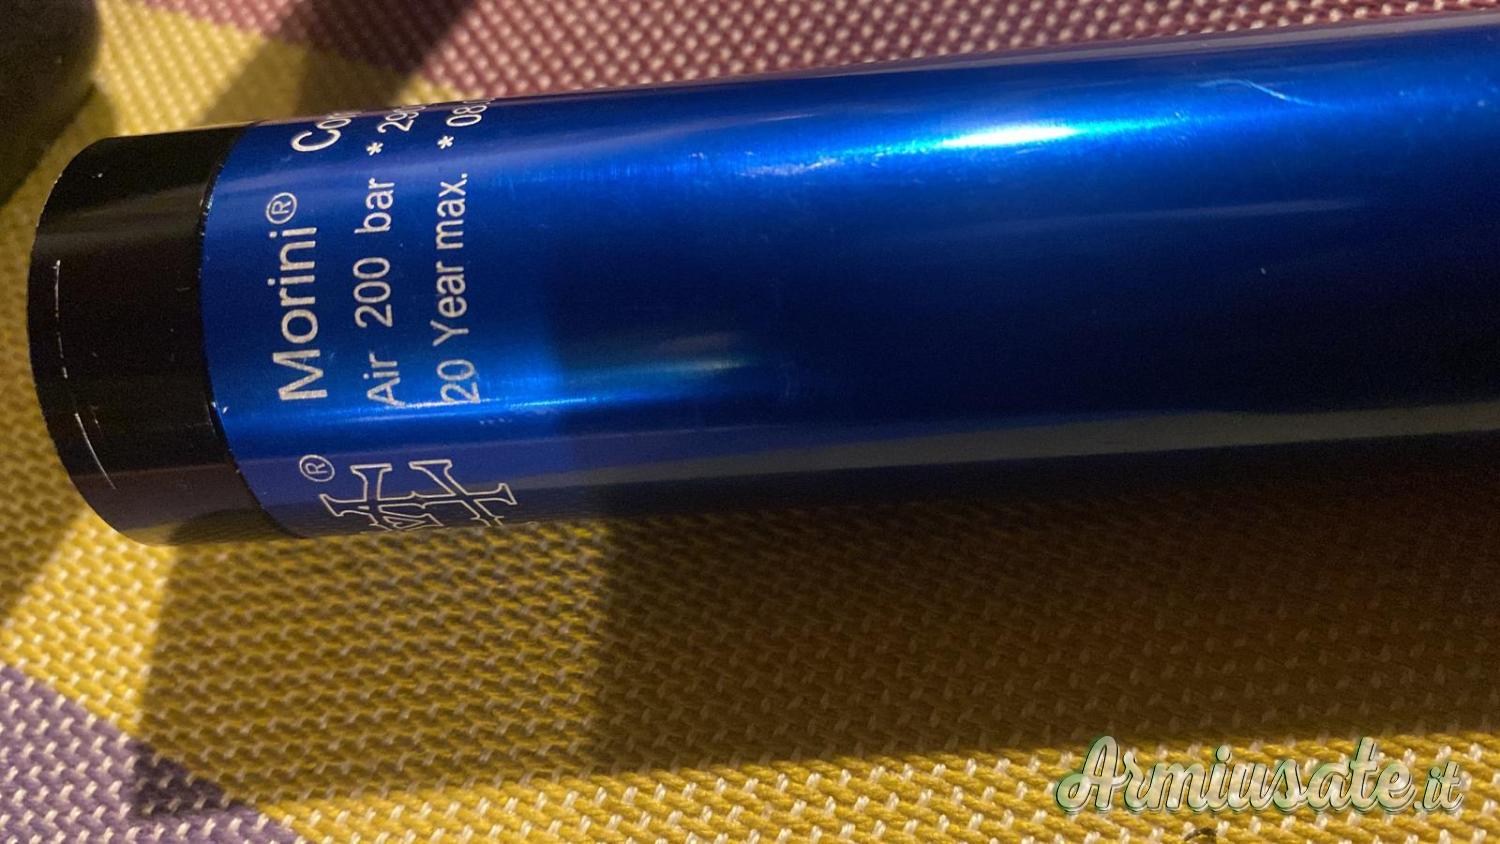 Morini®
Air 200 bar *
20 Year max. *
®
Armiusate.it